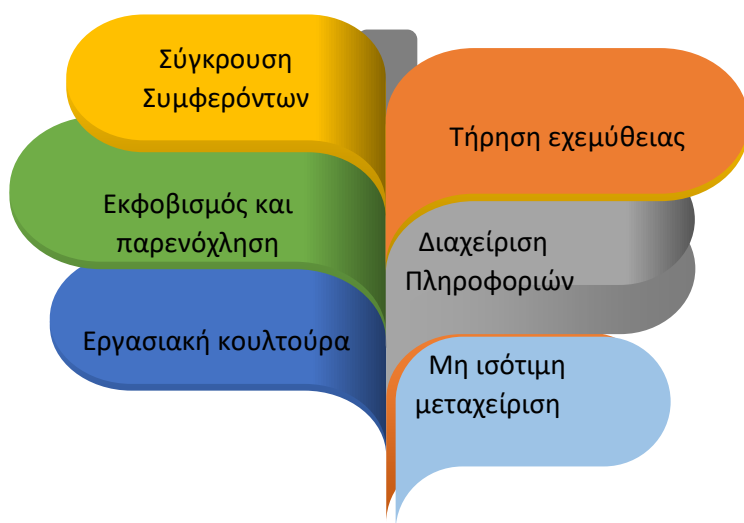 Σύγκρουση
Συμφερόντων
Τήρηση εχεμύθειας
Εκφοβισμός και
παρενόχληση
Διαχείριση
Πληροφοριών
Εργασιακή κουλτούρα
Μη ισότιμη
μεταχείριση